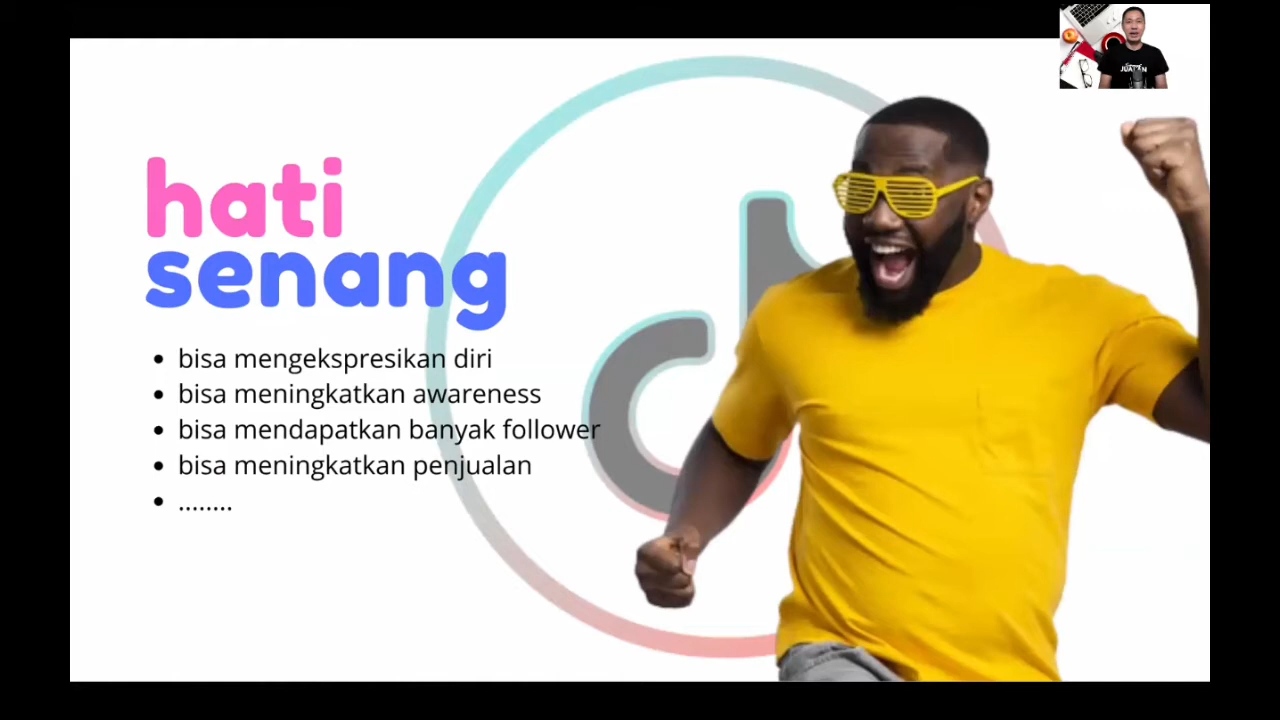 hati
senang
• bisa mengekspresikan diri
• bisa meningkatkan awareness
• bisa mendapatkan banyak follower
• bisa meningkatkan penjualan
• ........